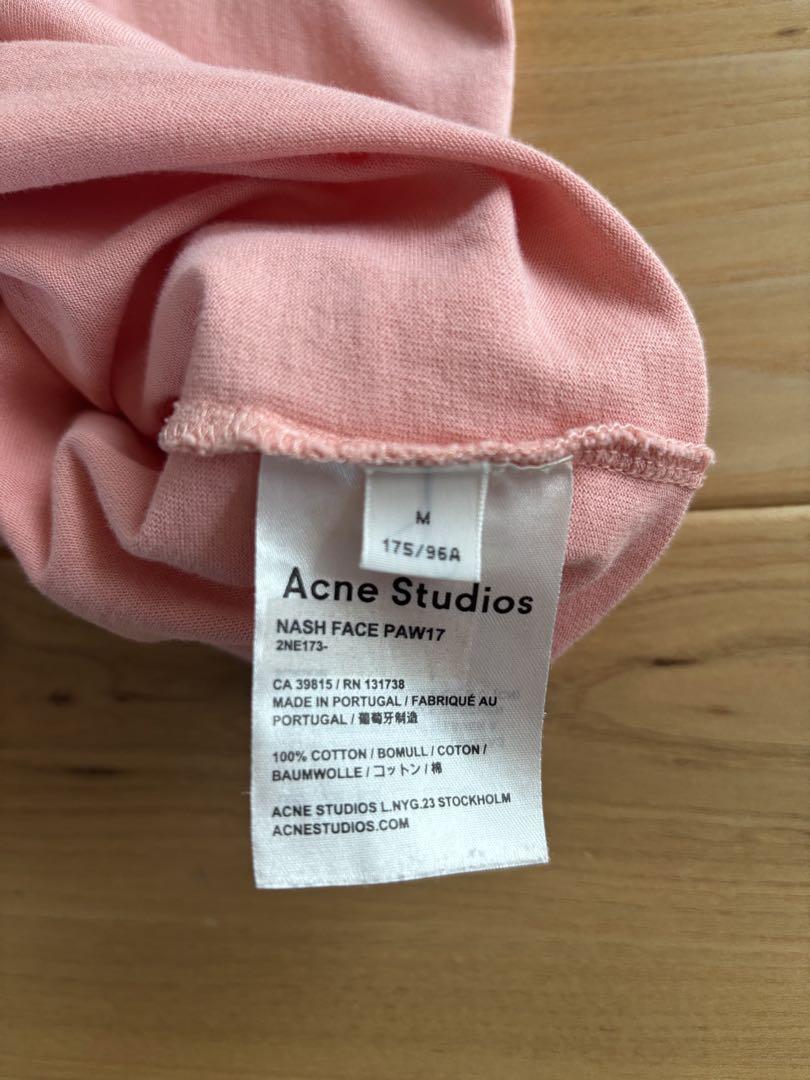 M
175/96A
Acne Studios
NASH FACE PAW17
2NE173-
CA 39815 / RN 131738
MADE IN PORTUGAL / FABRIQUÉ AU
PORTUGAL / 葡萄牙制造
100% COTTON / BOMULL / COTON /
BAUMWOLLE / コットン / 棉
ACNE STUDIOS L.NYG.23 STOCKHOLM
ACNESTUDIOS.COM